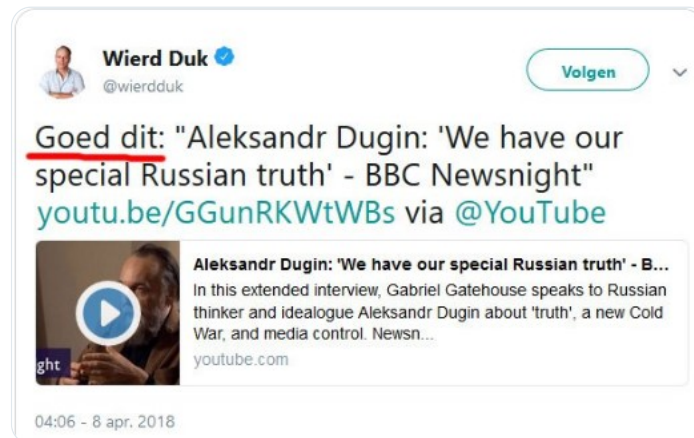 Wierd Duk
@wierdduk
Volgen
Goed dit: "Aleksandr Dugin: 'We have our
special Russian truth' - BBC Newsnight"
youtu.be/GGunRKWtWBs via @YouTube
Aleksandr Dugin: 'We have our special Russian truth' - B...
In this extended interview, Gabriel Gatehouse speaks to Russian
thinker and idealogue Aleksandr Dugin about 'truth', a new Cold
War, and media control. Newsn...
youtube.com
ght
04:06 - 8 apr. 2018